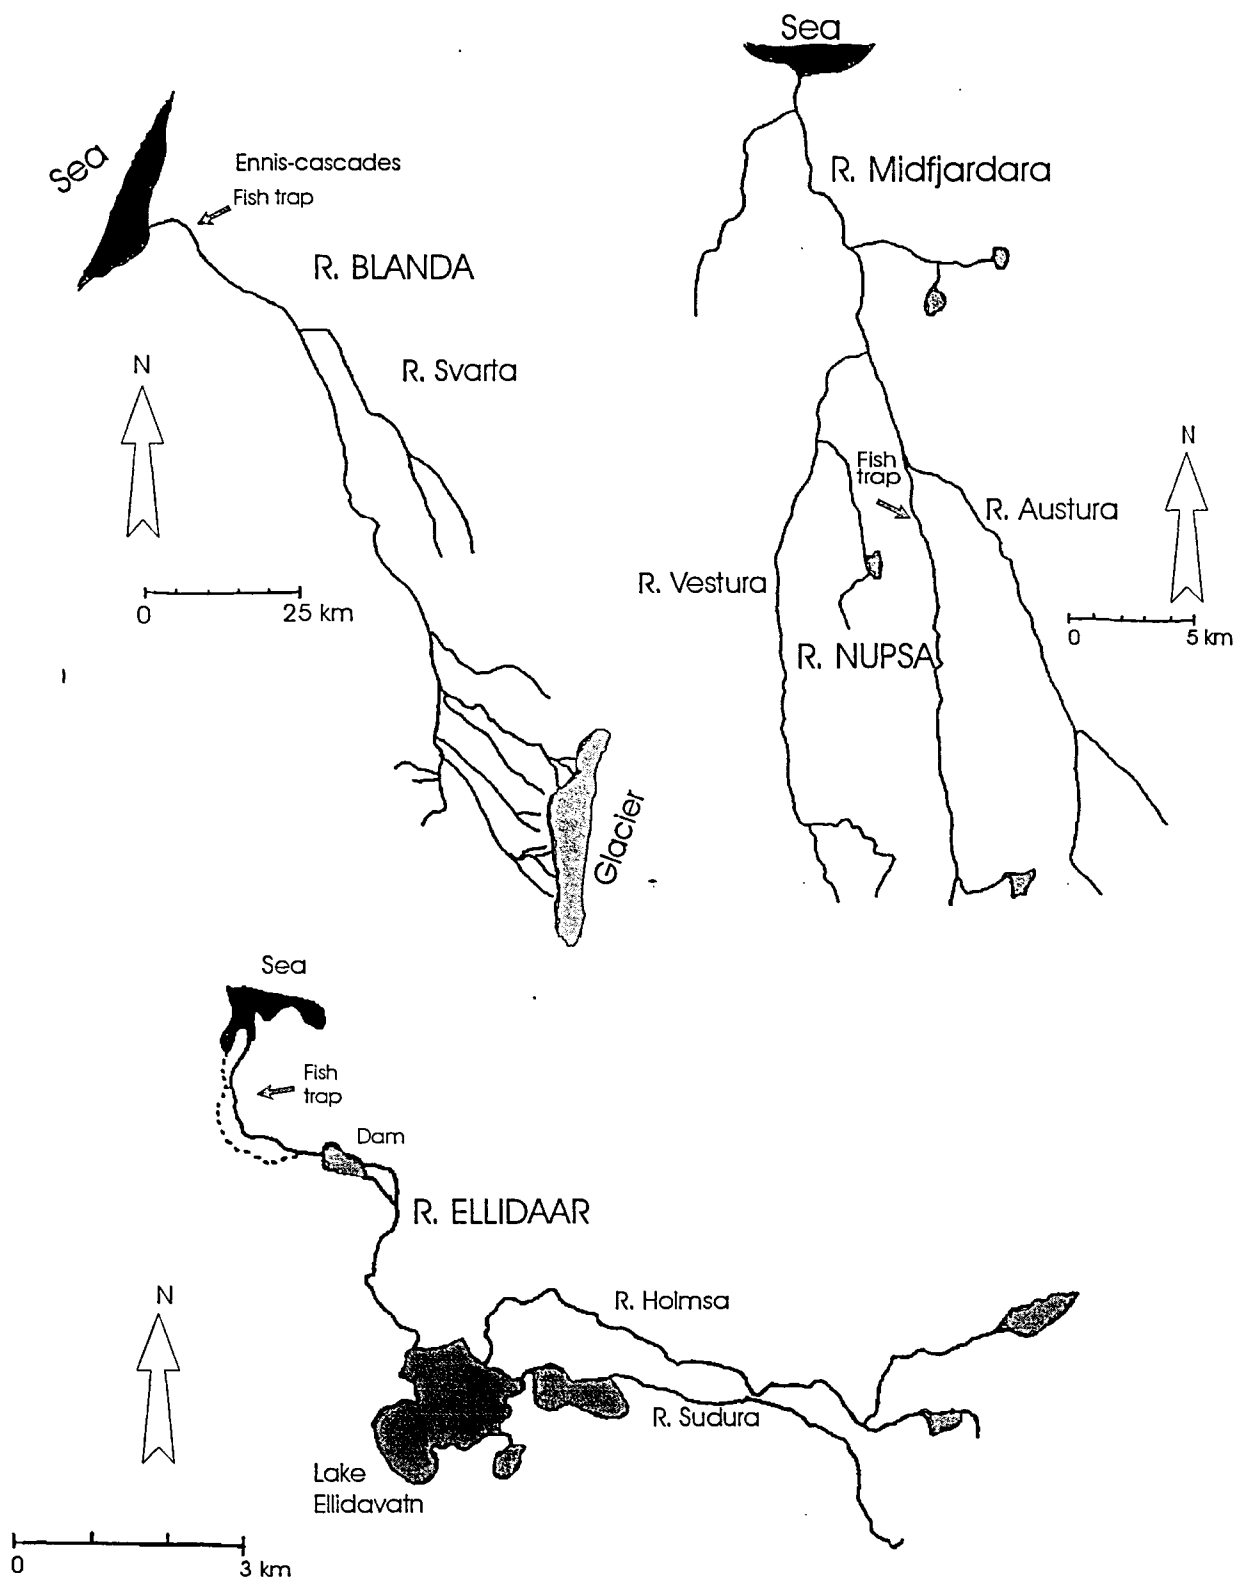 Sea
Ennis-cascades
Fish trap
R. BLANDA
R. Svarta
N
0 25 km
Glacier
Sea
R. Midfjardara
Fish
trap
R. Austura
N
R. Vestura
0 5 km
R. NUPSA
Sea
Fish
trap
Dam
R. ELLIDAAR
N
R. Holmsa
R. Sudura
Lake
Ellidavatn
0 3 km